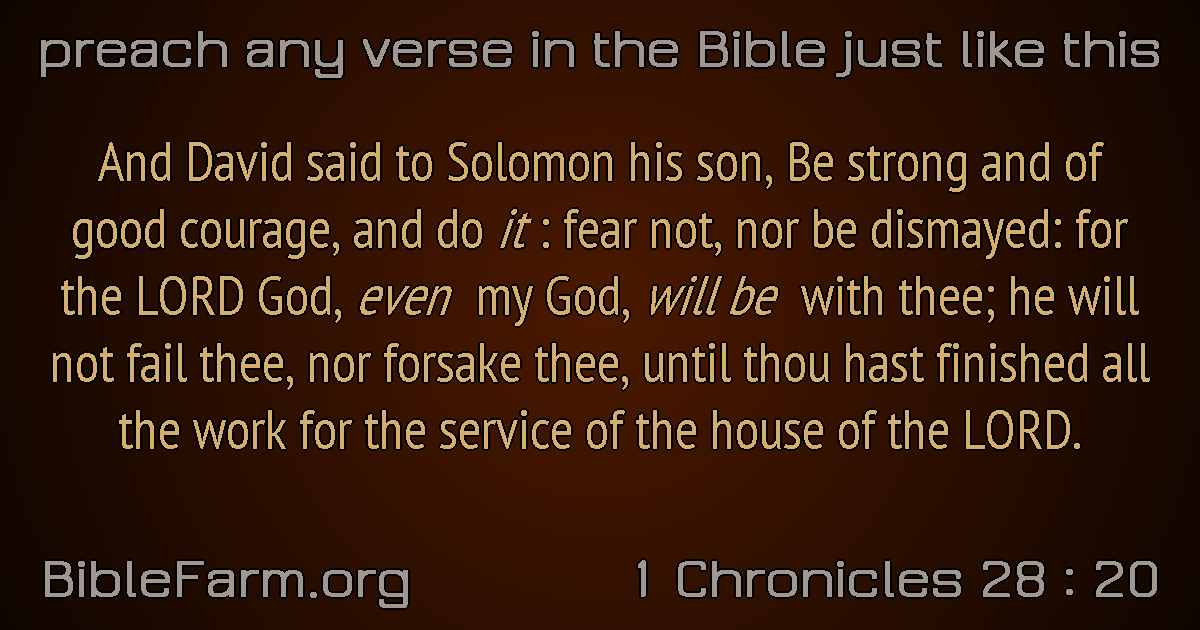 preach any verse in the Bible just like this
And David said to Solomon his son, Be strong and of
good courage, and do it : fear not, nor be dismayed: for
the LORD God, even my God, will be with thee; he will
not fail thee, nor forsake thee, until thou hast finished all
the work for the service of the house of the LORD.
BibleFarm.org
1 Chronicles 28 : 20